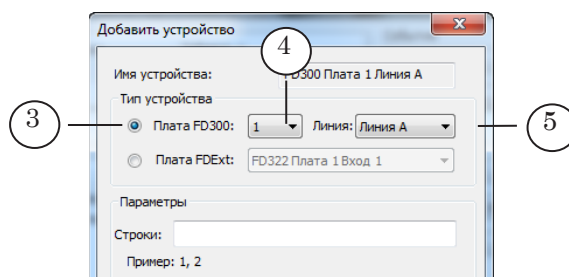 Добавить устройство
4
Имя устройства: FD300 Плата 1 Линия A
Тип устройства
3 Плата FD300: 1 Линия: Линия A 5
Плата FDExt: FD322 Плата 1 Вход 1
Параметры
Строки:
Пример: 1, 2